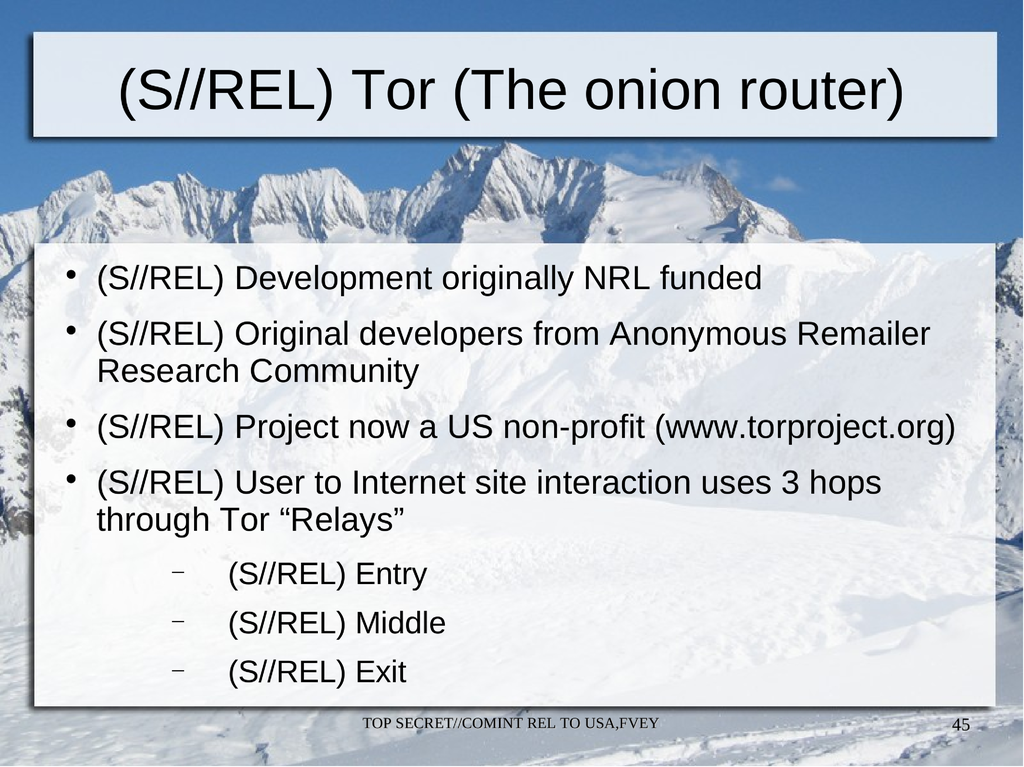 (S//REL) Tor (The onion router)
• (S//REL) Development originally NRL funded
• (S//REL) Original developers from Anonymous Remailer
Research Community
• (S//REL) Project now a US non-profit (www.torproject.org)
• (S//REL) User to Internet site interaction uses 3 hops
through Tor “Relays”
– (S//REL) Entry
– (S//REL) Middle
– (S//REL) Exit
TOP SECRET//COMINT REL TO USA,FVEY
45